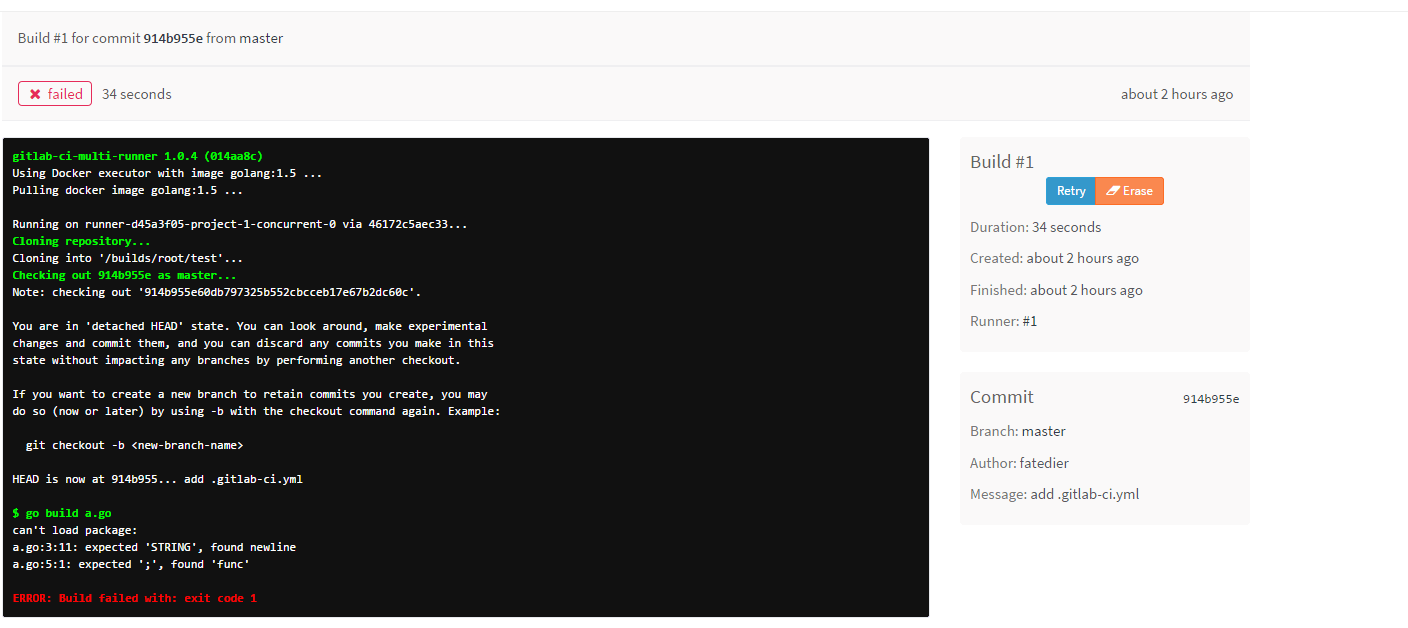 Build #1 for commit 914b955e from master
failed 34 seconds about 2 hours ago
gitlab-ci-multi-runner 1.0.4 (014aa8c)
Using Docker executor with image golang:1.5 ...
Pulling docker image golang:1.5 ...
Running on runner-d45a3f05-project-1-concurrent-0 via 46172c5aec33...
Cloning repository...
Cloning into '/builds/root/test'...
Checking out 914b955e as master...
Note: checking out '914b955e60db797325b552cbcceb17e67b2dc60c'.
You are in 'detached HEAD' state. You can look around, make experimental
changes and commit them, and you can discard any commits you make in this
state without impacting any branches by performing another checkout.
If you want to create a new branch to retain commits you create, you may
do so (now or later) by using -b with the checkout command again. Example:
git checkout -b <new-branch-name>
HEAD is now at 914b955... add .gitlab-ci.yml
$ go build a.go
can't load package:
a.go:3:11: expected 'STRING', found newline
a.go:5:1: expected ';', found 'func'
ERROR: Build failed with: exit code 1
Build #1
Retry Erase
Duration: 34 seconds
Created: about 2 hours ago
Finished: about 2 hours ago
Runner: #1
Commit 914b955e
Branch: master
Author: fatedier
Message: add .gitlab-ci.yml